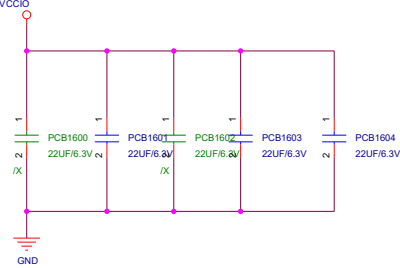 VCCIO
1 1 1 1 1
PCB1600 PCB1601 PCB1602 PCB1603 PCB1604
2 2 2 2 2
22UF/6.3V 22UF/6.3V 22UF/6.3V 22UF/6.3V 22UF/6.3V
/X /X
GND